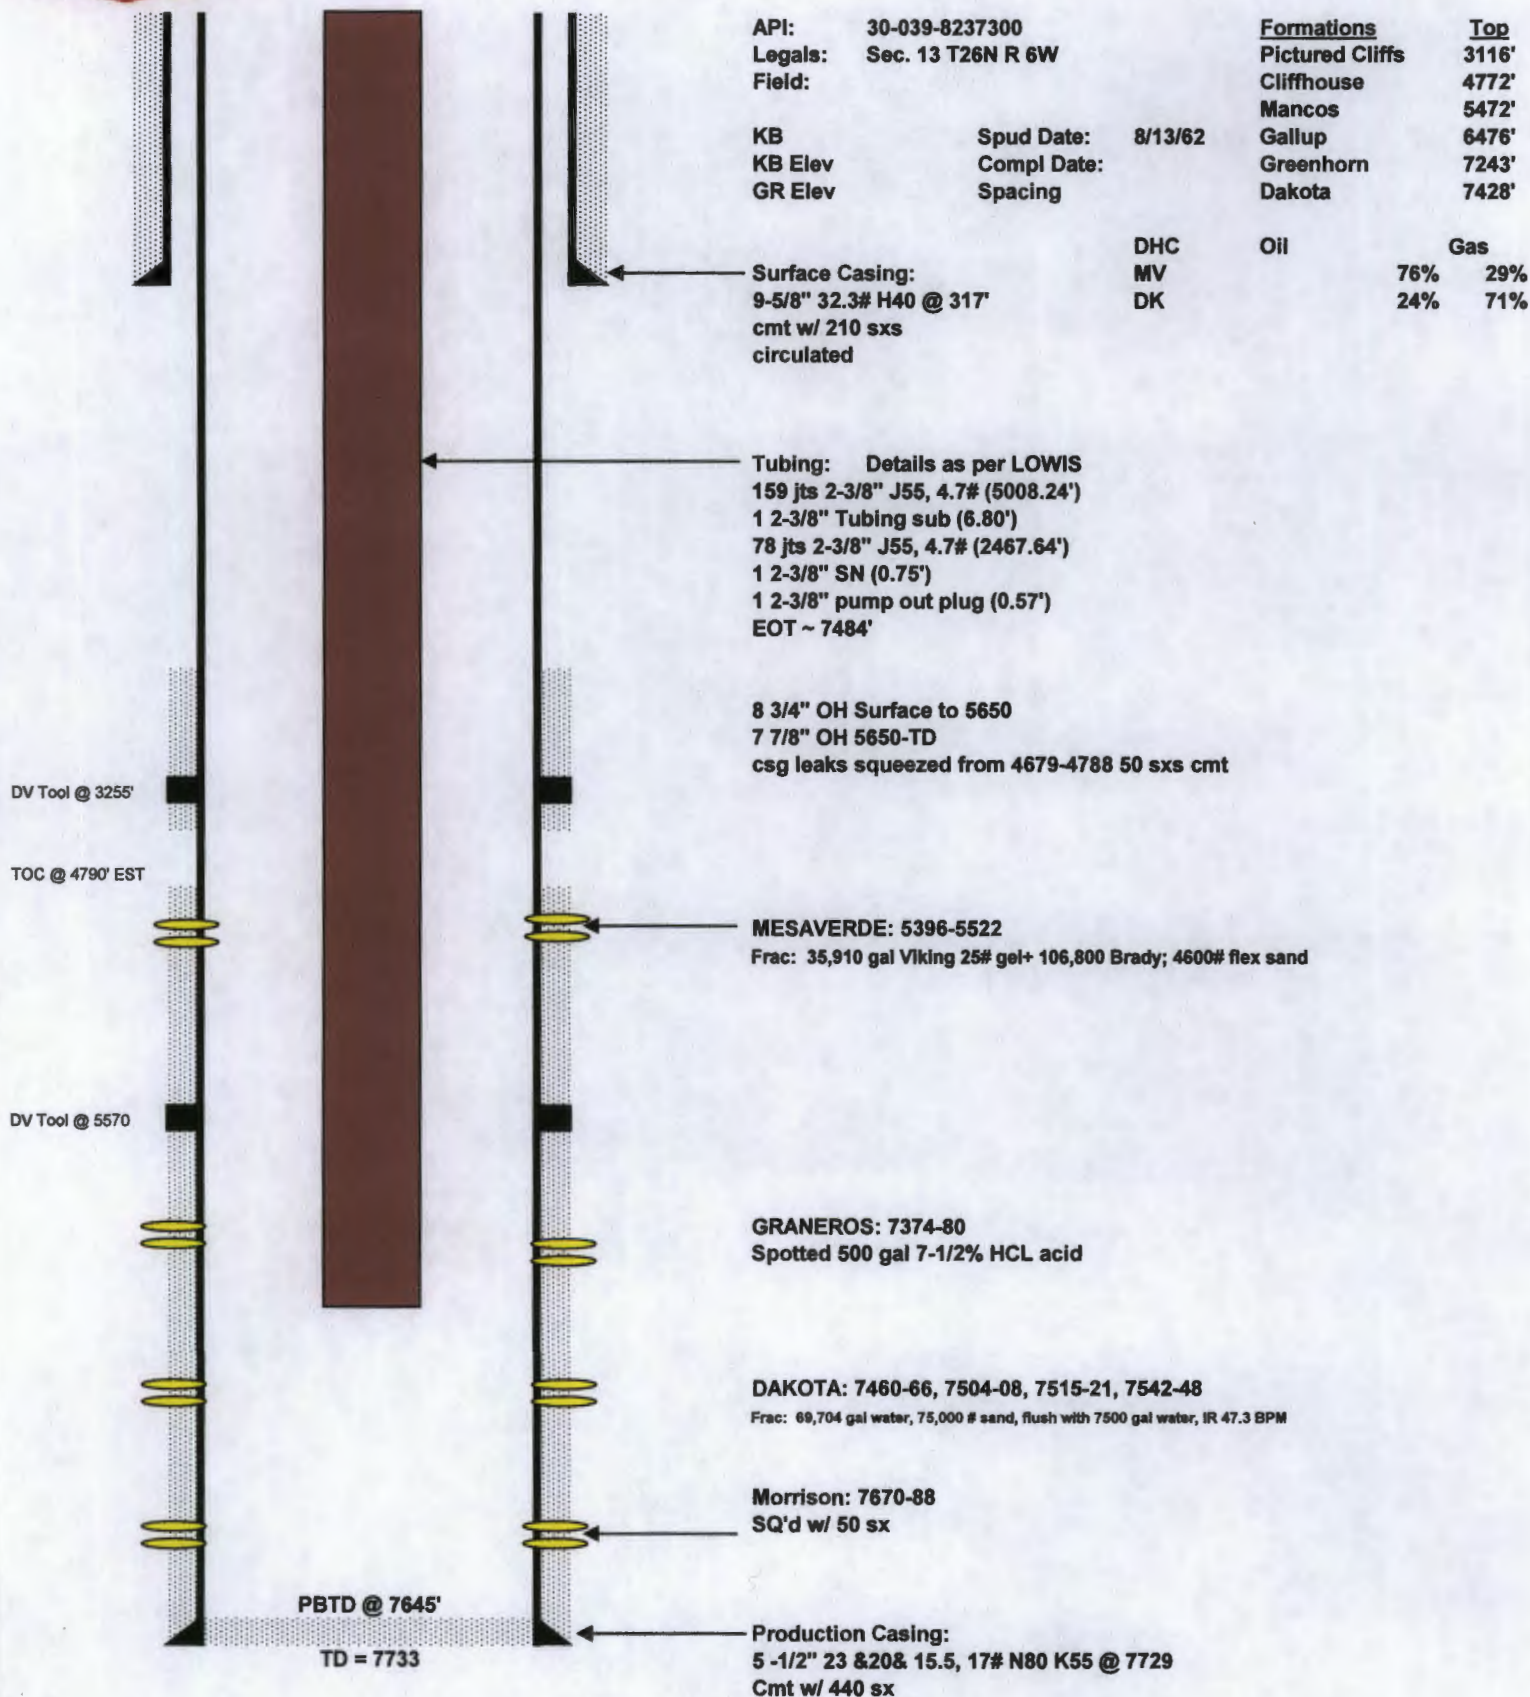 API: 30-039-8237300
Legals: Sec. 13 T26N R 6W
Field:
KB Spud Date: 8/13/62
KB Elev Compl Date:
GR Elev Spacing
Formations Top
Pictured Cliffs 3116'
Cliffhouse 4772'
Mancos 5472'
Gallup 6476'
Greenhorn 7243'
Dakota 7428'
DHC Oil Gas
MV 76% 29%
DK 24% 71%
Surface Casing:
9-5/8" 32.3# H40 @ 317'
cmt w/ 210 sxs
circulated
Tubing: Details as per LOWIS
159 jts 2-3/8" J55, 4.7# (5008.24')
1 2-3/8" Tubing sub (6.80')
78 jts 2-3/8" J55, 4.7# (2467.64')
1 2-3/8" SN (0.75')
1 2-3/8" pump out plug (0.57')
EOT ~ 7484'
8 3/4" OH Surface to 5650
7 7/8" OH 5650-TD
csg leaks squeezed from 4679-4788 50 sxs cmt
DV Tool @ 3255'
TOC @ 4790' EST
MESAVERDE: 5396-5522
Frac: 35,910 gal Viking 25# gel+ 106,800 Brady; 4600# flex sand
DV Tool @ 5570
GRANEROS: 7374-80
Spotted 500 gal 7-1/2% HCL acid
DAKOTA: 7460-66, 7504-08, 7515-21, 7542-48
Frac: 69,704 gal water, 75,000 # sand, flush with 7500 gal water, IR 47.3 BPM
Morrison: 7670-88
SQ'd w/ 50 sx
PBTD @ 7645'
TD = 7733
Production Casing:
5 -1/2" 23 &20& 15.5, 17# N80 K55 @ 7729
Cmt w/ 440 sx